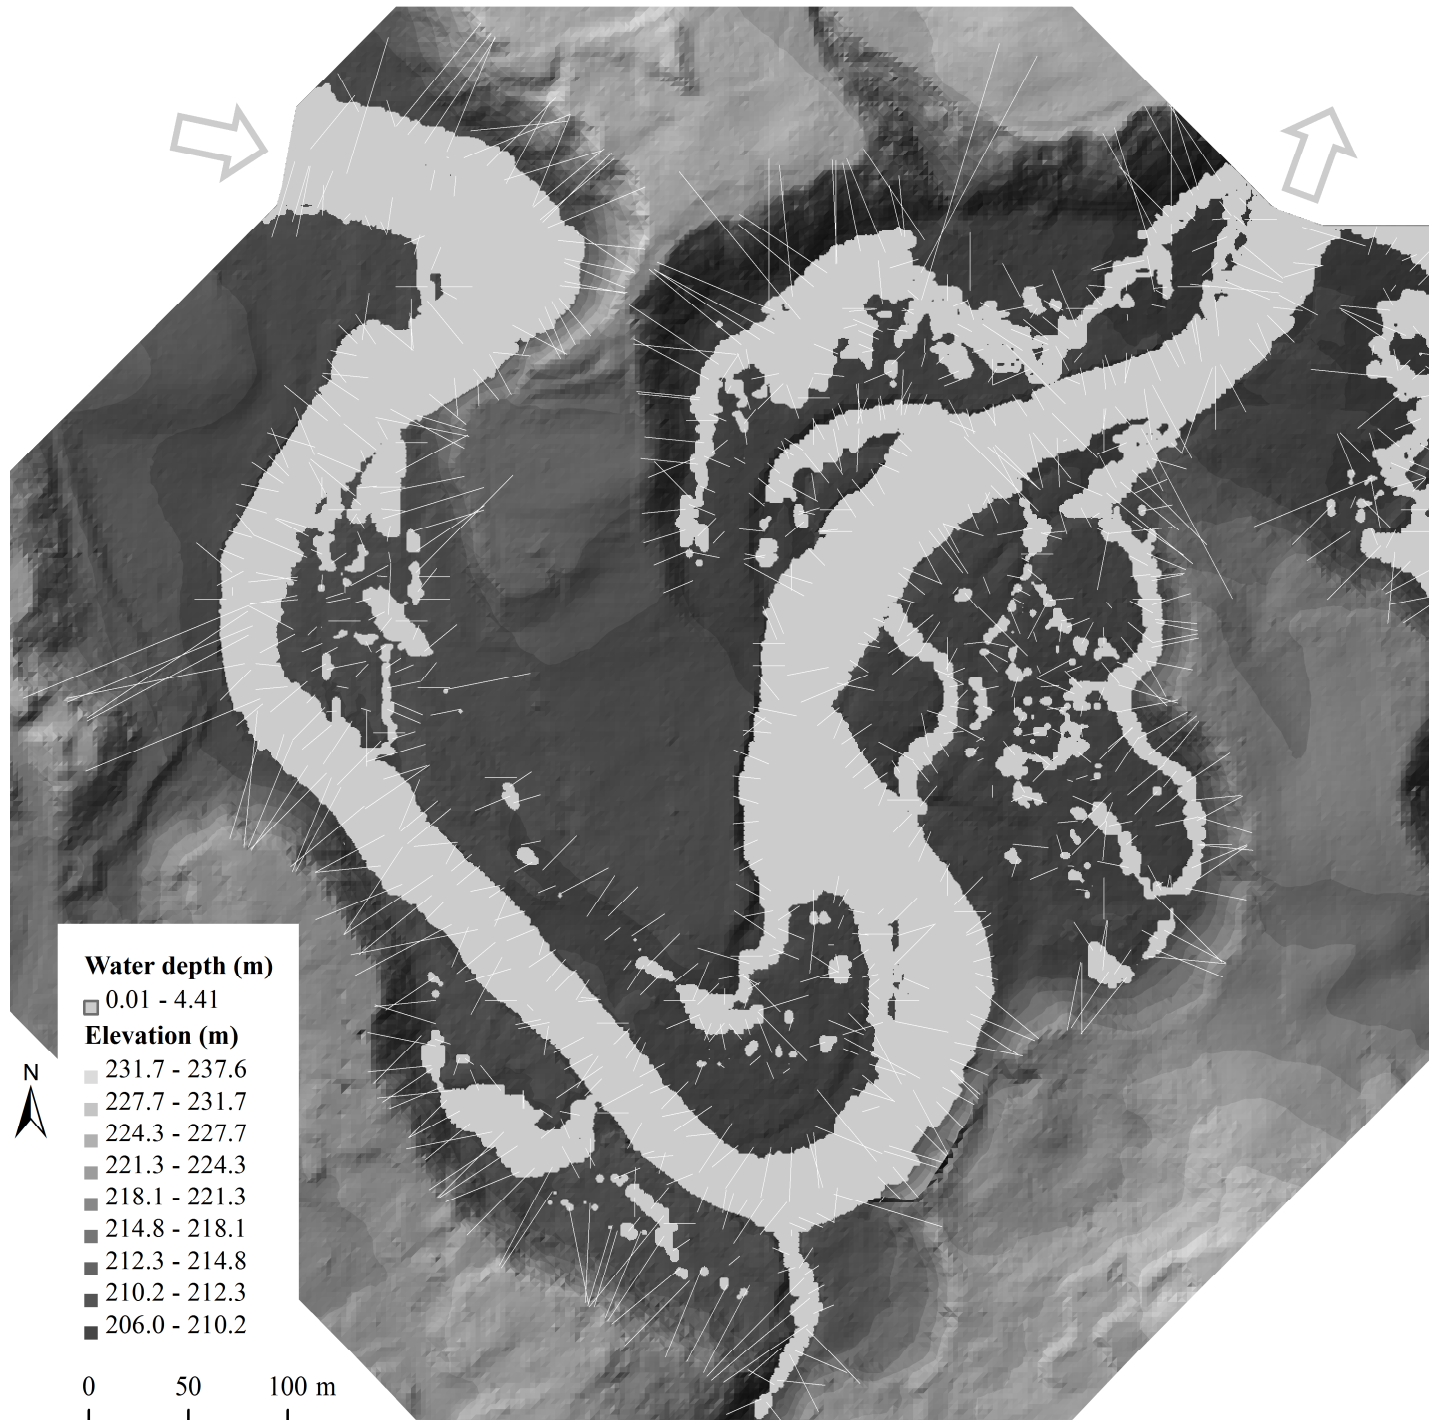 Water depth (m)
0.01 - 4.41
Elevation (m)
231.7 - 237.6
227.7 - 231.7
224.3 - 227.7
221.3 - 224.3
218.1 - 221.3
214.8 - 218.1
212.3 - 214.8
210.2 - 212.3
206.0 - 210.2
N
0 50 100 m